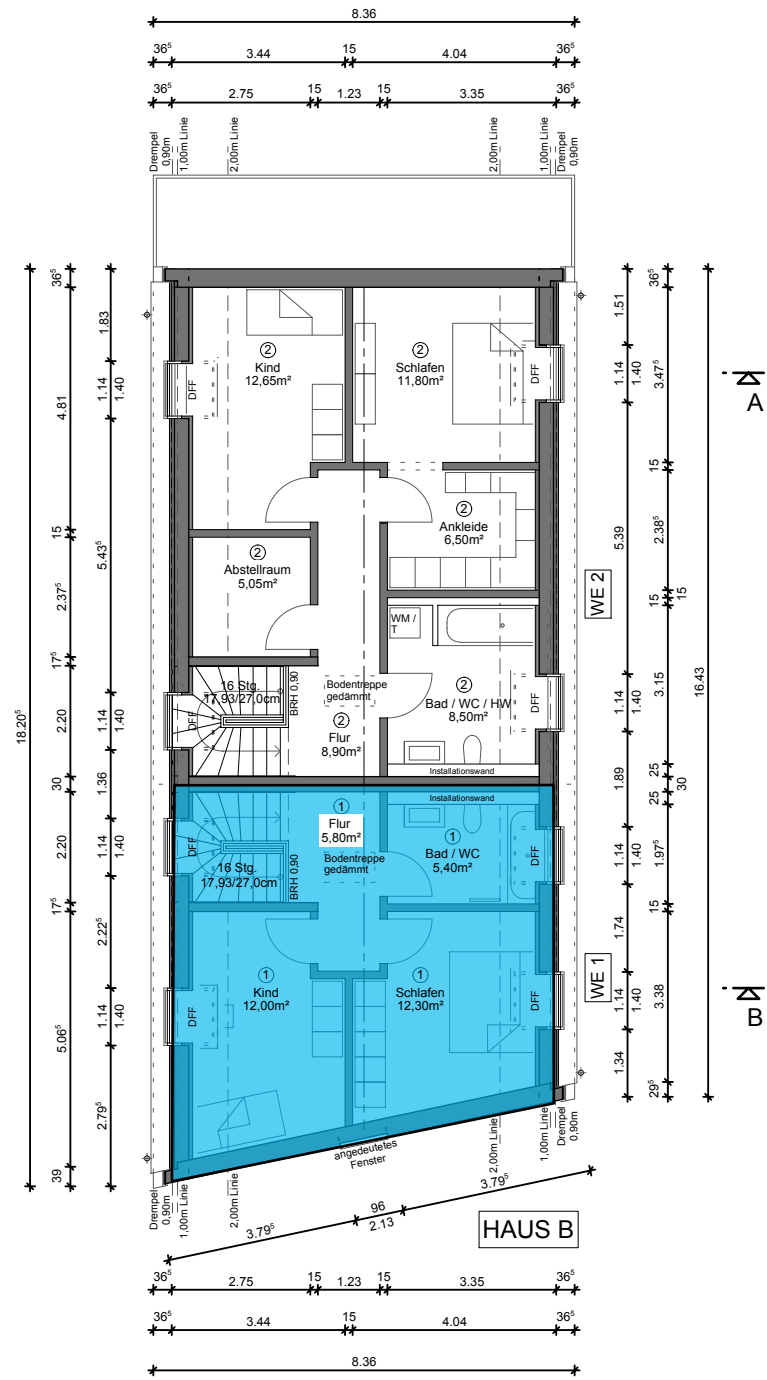 8.36
36⁵ 3.44 15 4.04 36⁵
36⁵ 2.75 15 1.23 15 3.35 36⁵
Drempel
0,90m
1,00m Linie
2,00m Linie
2,00m Linie
1,00m Linie
Drempel
0,90m
18.20⁵
36⁵
4.81
15
2.37⁵
17⁵
2.20
30
2.20
17⁵
5.06⁵
39
1.83
1.14
1.40
5.43⁵
1.14
1.40
1.36
1.14
1.40
2.22⁵
1.14
1.40
2.79⁵
2
Kind
12,65m²
DFF
2
Schlafen
11,80m²
DFF
2
Ankleide
6,50m²
2
Abstellraum
5,05m²
WM /
T
16 Stg.
17,93/27,0cm
DFF
BRH 0,90
Bodentreppe
gedämmt
2
Flur
8,90m²
2
Bad / WC / HW
8,50m²
DFF
Installationswand
Installationswand
1
Flur
5,80m²
Bodentreppe
gedämmt
BRH 0,90
DFF
16 Stg.
17,93/27,0cm
1
Bad / WC
5,40m²
DFF
1
Kind
12,00m²
DFF
1
Schlafen
12,30m²
DFF
angedeutetes
Fenster
WE 2
WE 1
1.51
1.14
1.40
5.39
1.14
1.40
1.89
1.14
1.40
1.74
1.14
1.40
1.34
36⁵
3.47⁵
15
2.38⁵
15
15
3.15
25
30
25
1.97⁵
15
3.38
29⁵
16.43
A
B
Drempel
0,90m
1,00m Linie
2,00m Linie
2,00m Linie
1,00m Linie
Drempel
0,90m
3.79⁵ 96 3.79⁵
2.13
HAUS B
36⁵ 2.75 15 1.23 15 3.35 36⁵
36⁵ 3.44 15 4.04 36⁵
8.36